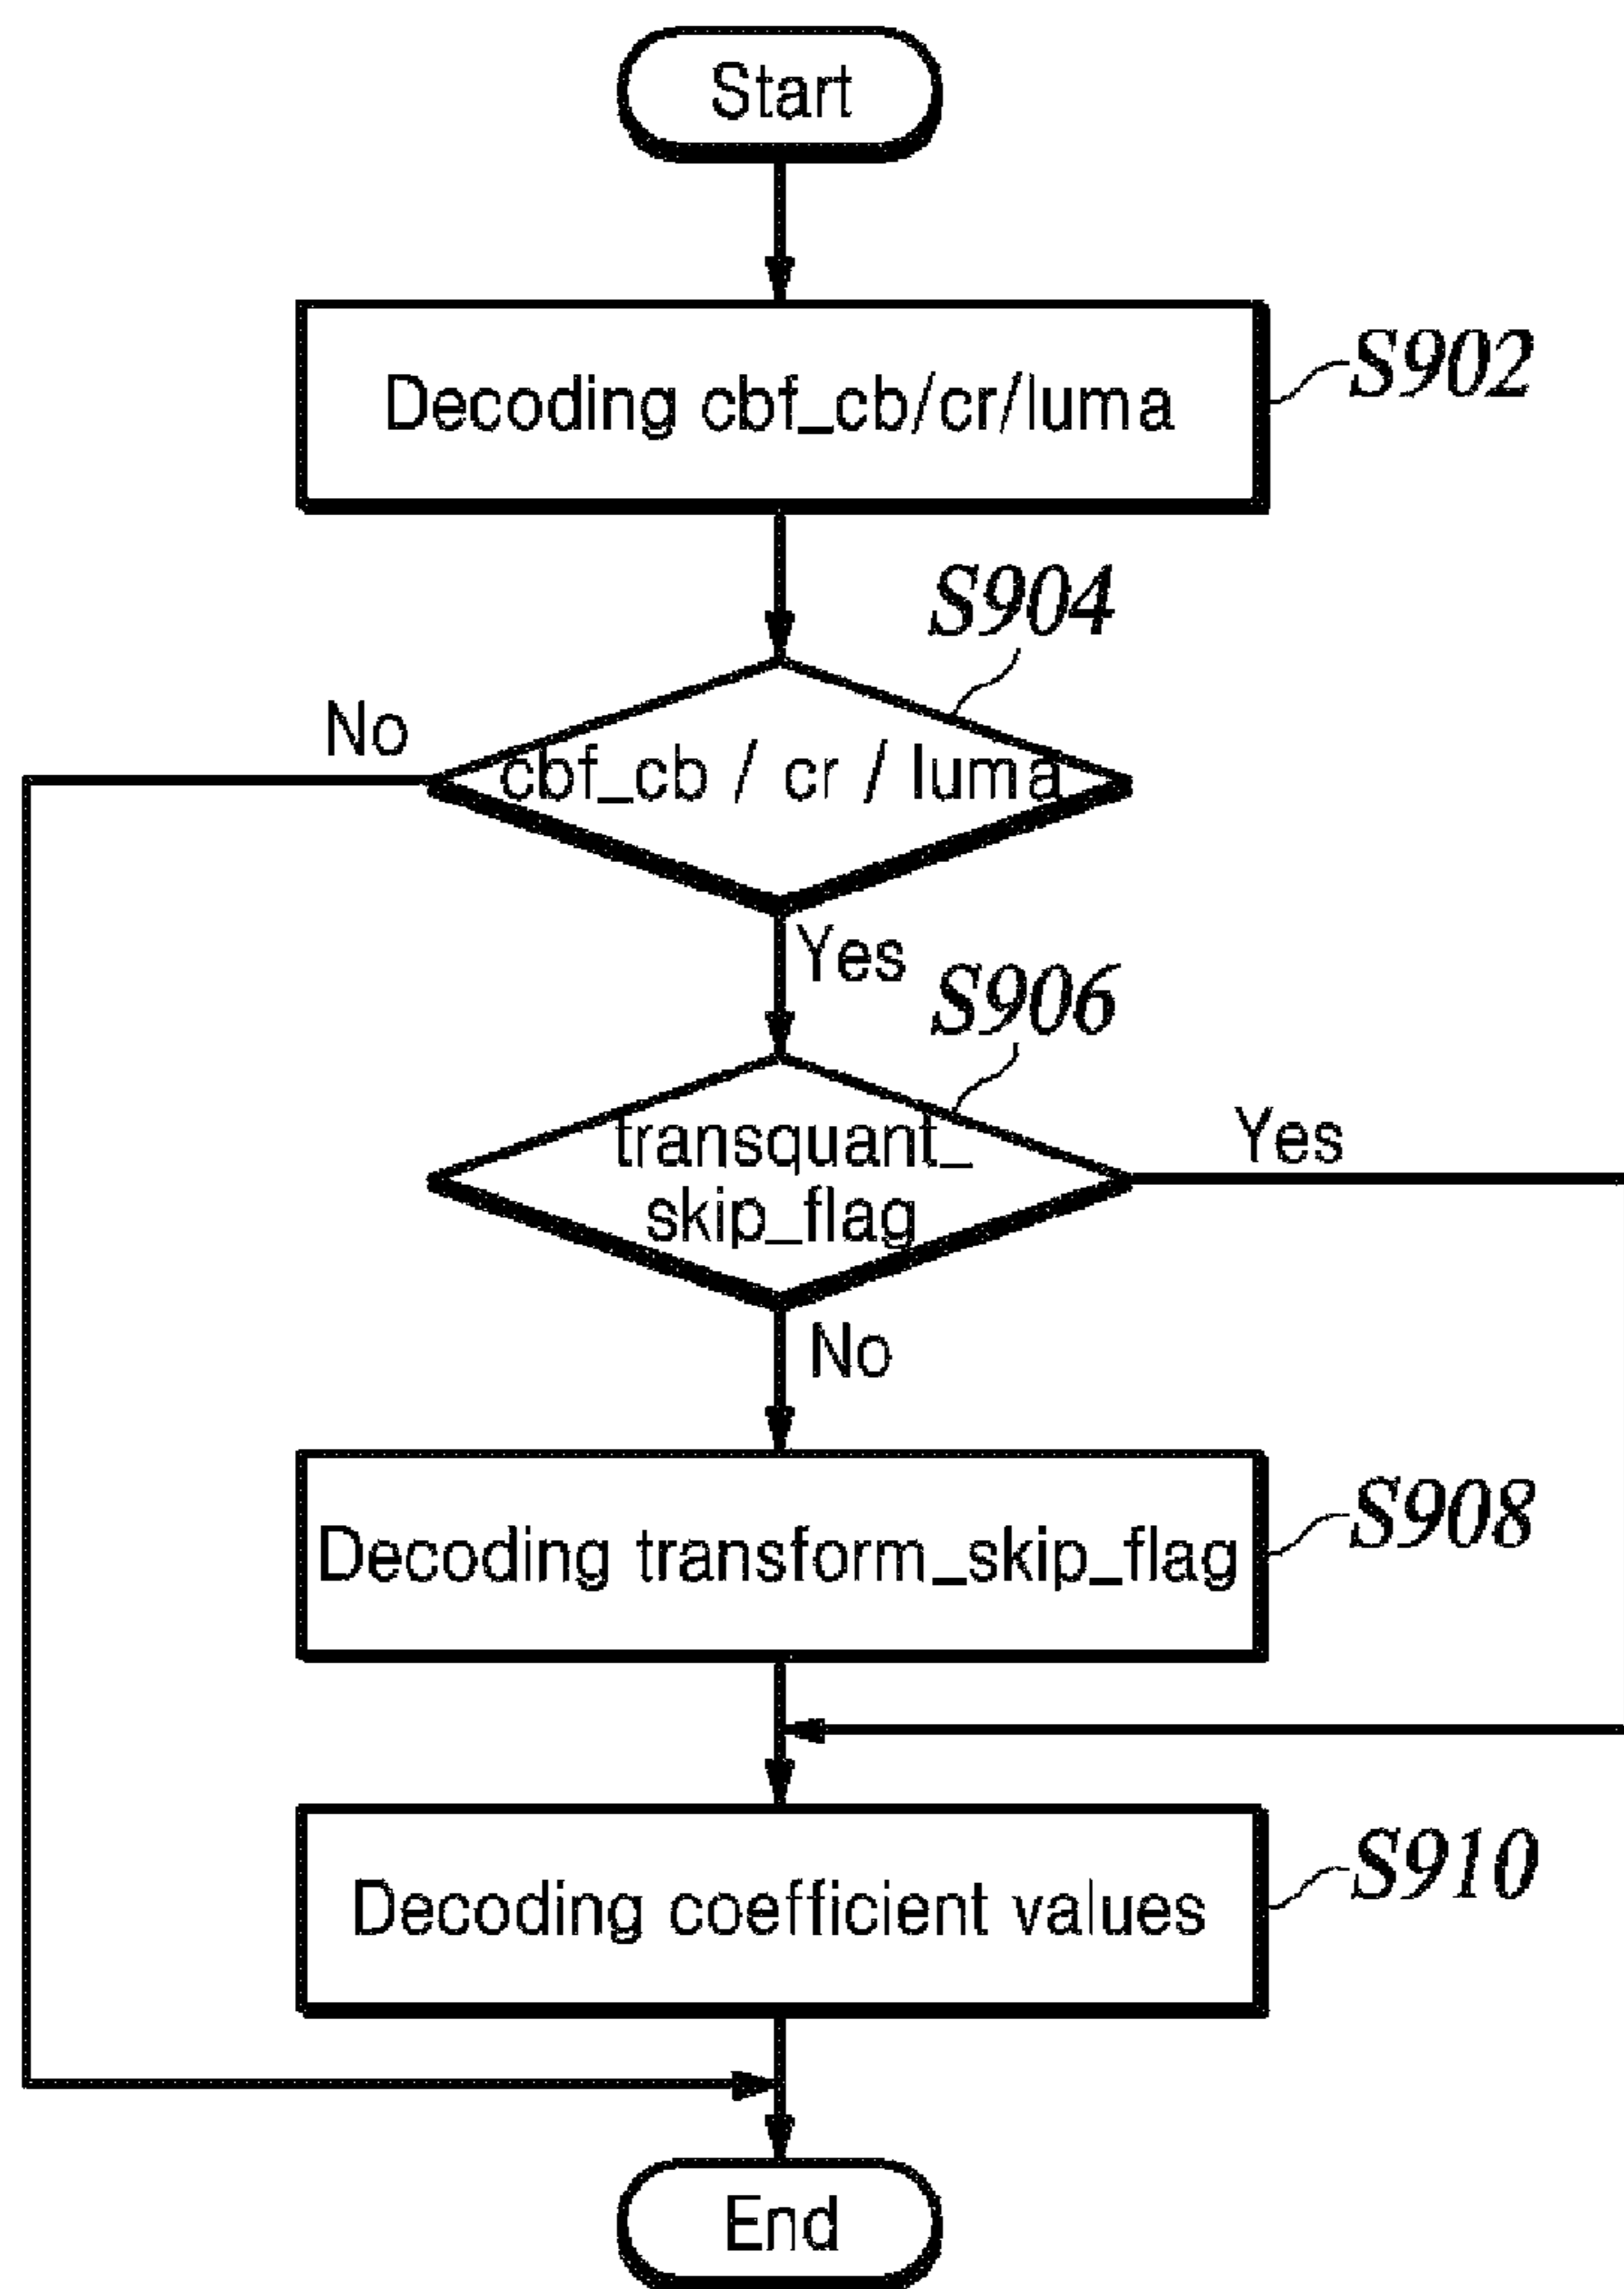 Start
Decoding cbf_cb/cr/luma
S902
S904
No
cbf_cb / cr / luma
Yes
S906
transquant_
skip_flag
Yes
No
Decoding transform_skip_flag
S908
Decoding coefficient values
S910
End